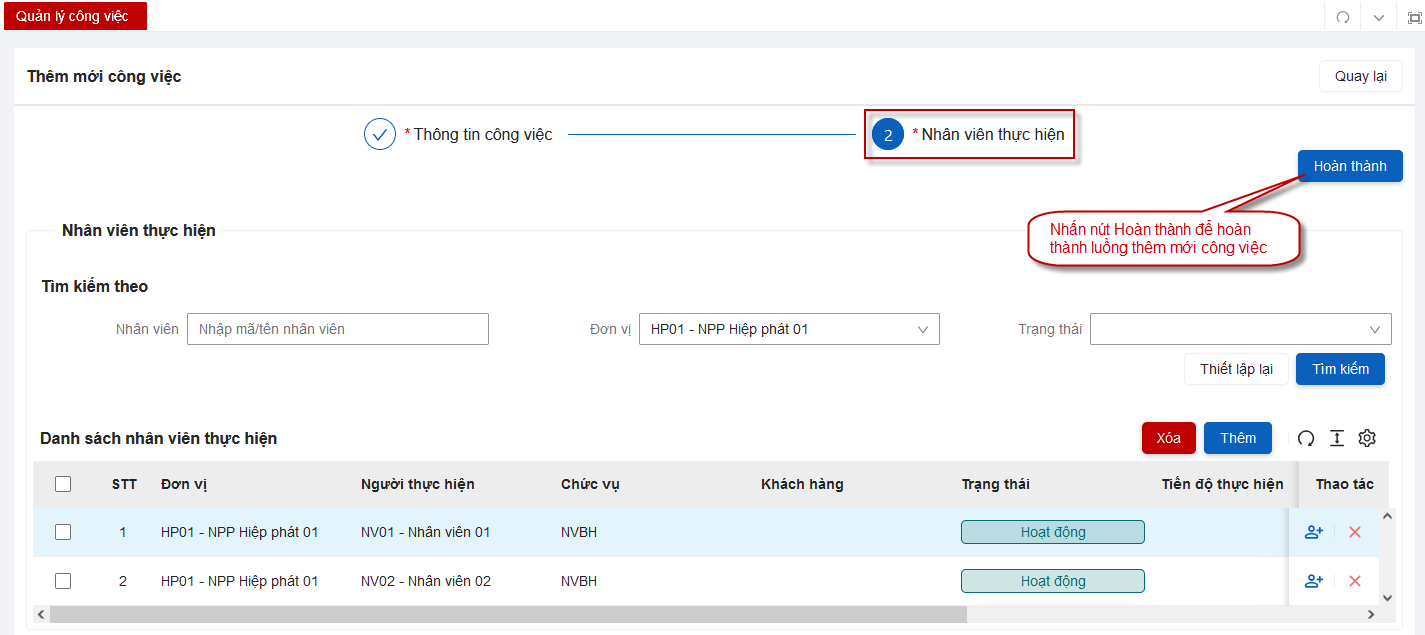 Quản lý công việc
Thêm mới công việc
Quay lại
* Thông tin công việc
2 * Nhân viên thực hiện
Hoàn thành
Nhấn nút Hoàn thành để hoàn
thành luồng thêm mới công việc
Nhân viên thực hiện
Tìm kiếm theo
Nhân viên Nhập mã/tên nhân viên Đơn vị HP01 - NPP Hiệp phát 01 Trạng thái
Thiết lập lại Tìm kiếm
Danh sách nhân viên thực hiện Xóa Thêm
STT Đơn vị Người thực hiện Chức vụ Khách hàng Trạng thái Tiến độ thực hiện Thao tác
1 HP01 - NPP Hiệp phát 01 NV01 - Nhân viên 01 NVBH Hoạt động
2 HP01 - NPP Hiệp phát 01 NV02 - Nhân viên 02 NVBH Hoạt động